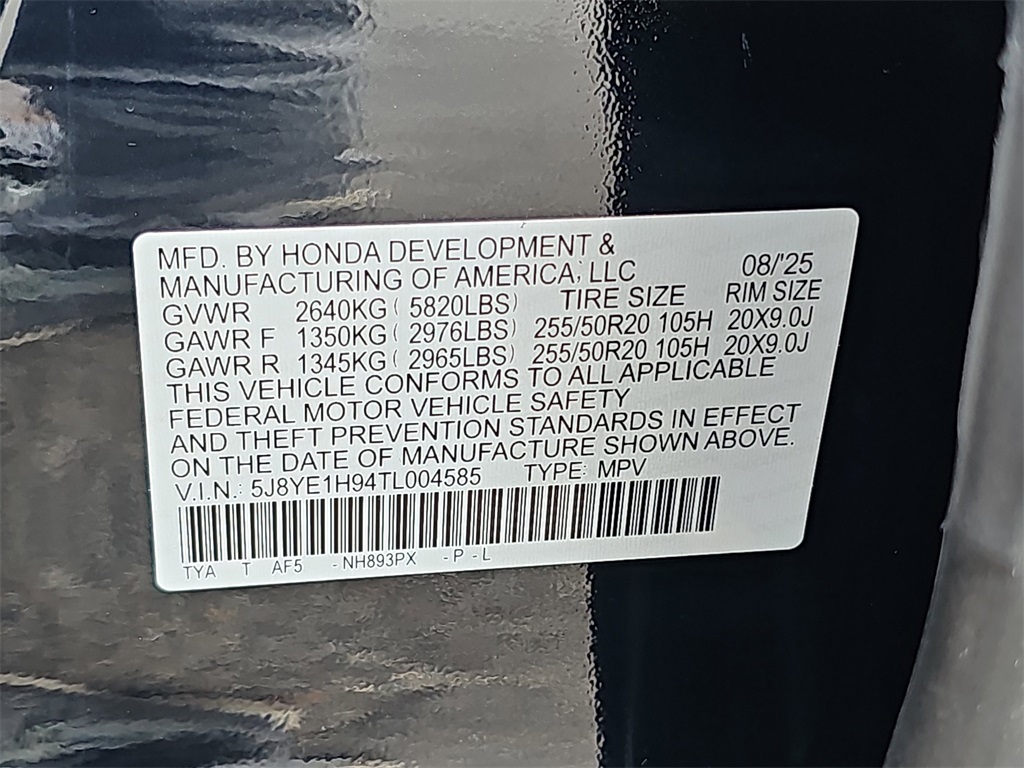 MFD. BY HONDA DEVELOPMENT &
MANUFACTURING OF AMERICA, LLC 08/'25
GVWR 2640KG ( 5820LBS) TIRE SIZE RIM SIZE
GAWR F 1350KG ( 2976LBS) 255/50R20 105H 20X9.0J
GAWR R 1345KG ( 2965LBS) 255/50R20 105H 20X9.0J
THIS VEHICLE CONFORMS TO ALL APPLICABLE
FEDERAL MOTOR VEHICLE SAFETY
AND THEFT PREVENTION STANDARDS IN EFFECT
ON THE DATE OF MANUFACTURE SHOWN ABOVE.
V.I.N.: 5J8YE1H94TL004585 TYPE: MPV
TYA T AF5 - NH893PX - P - L